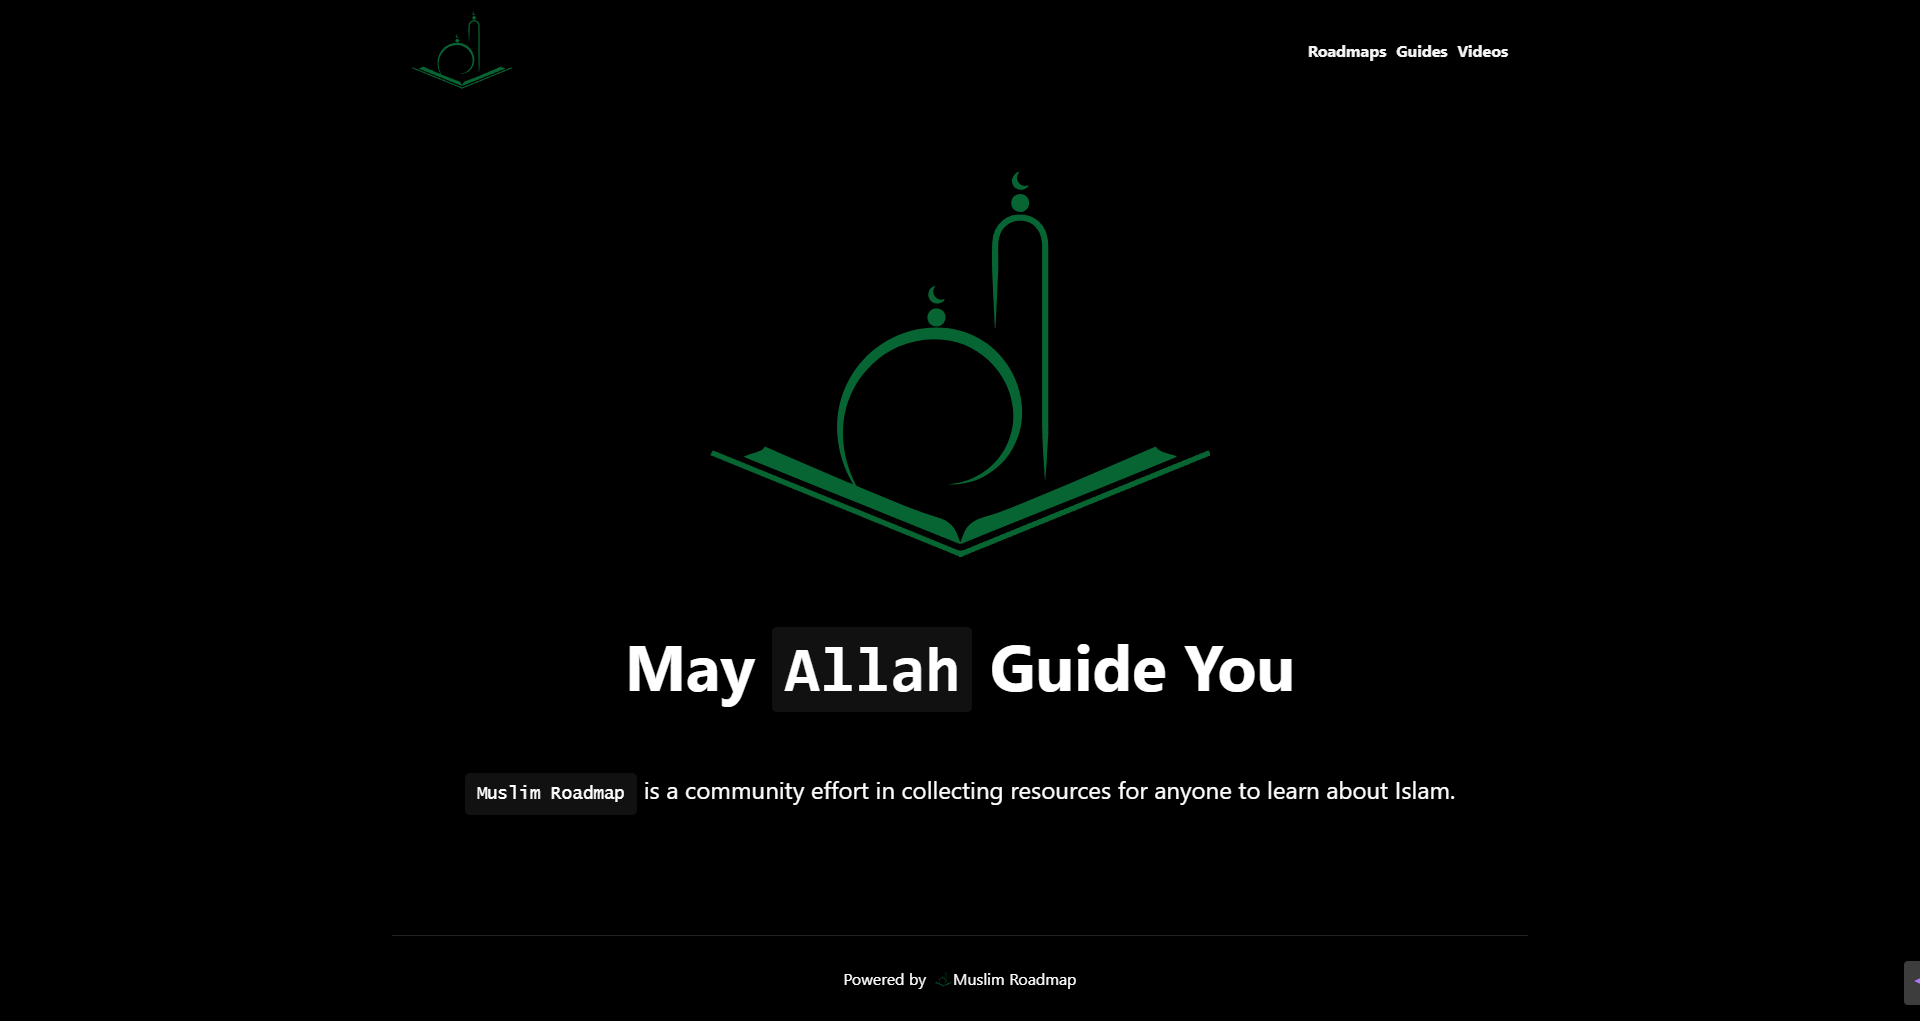 Roadmaps Guides Videos
May Allah Guide You
Muslim Roadmap is a community effort in collecting resources for anyone to learn about Islam.
Powered by Muslim Roadmap